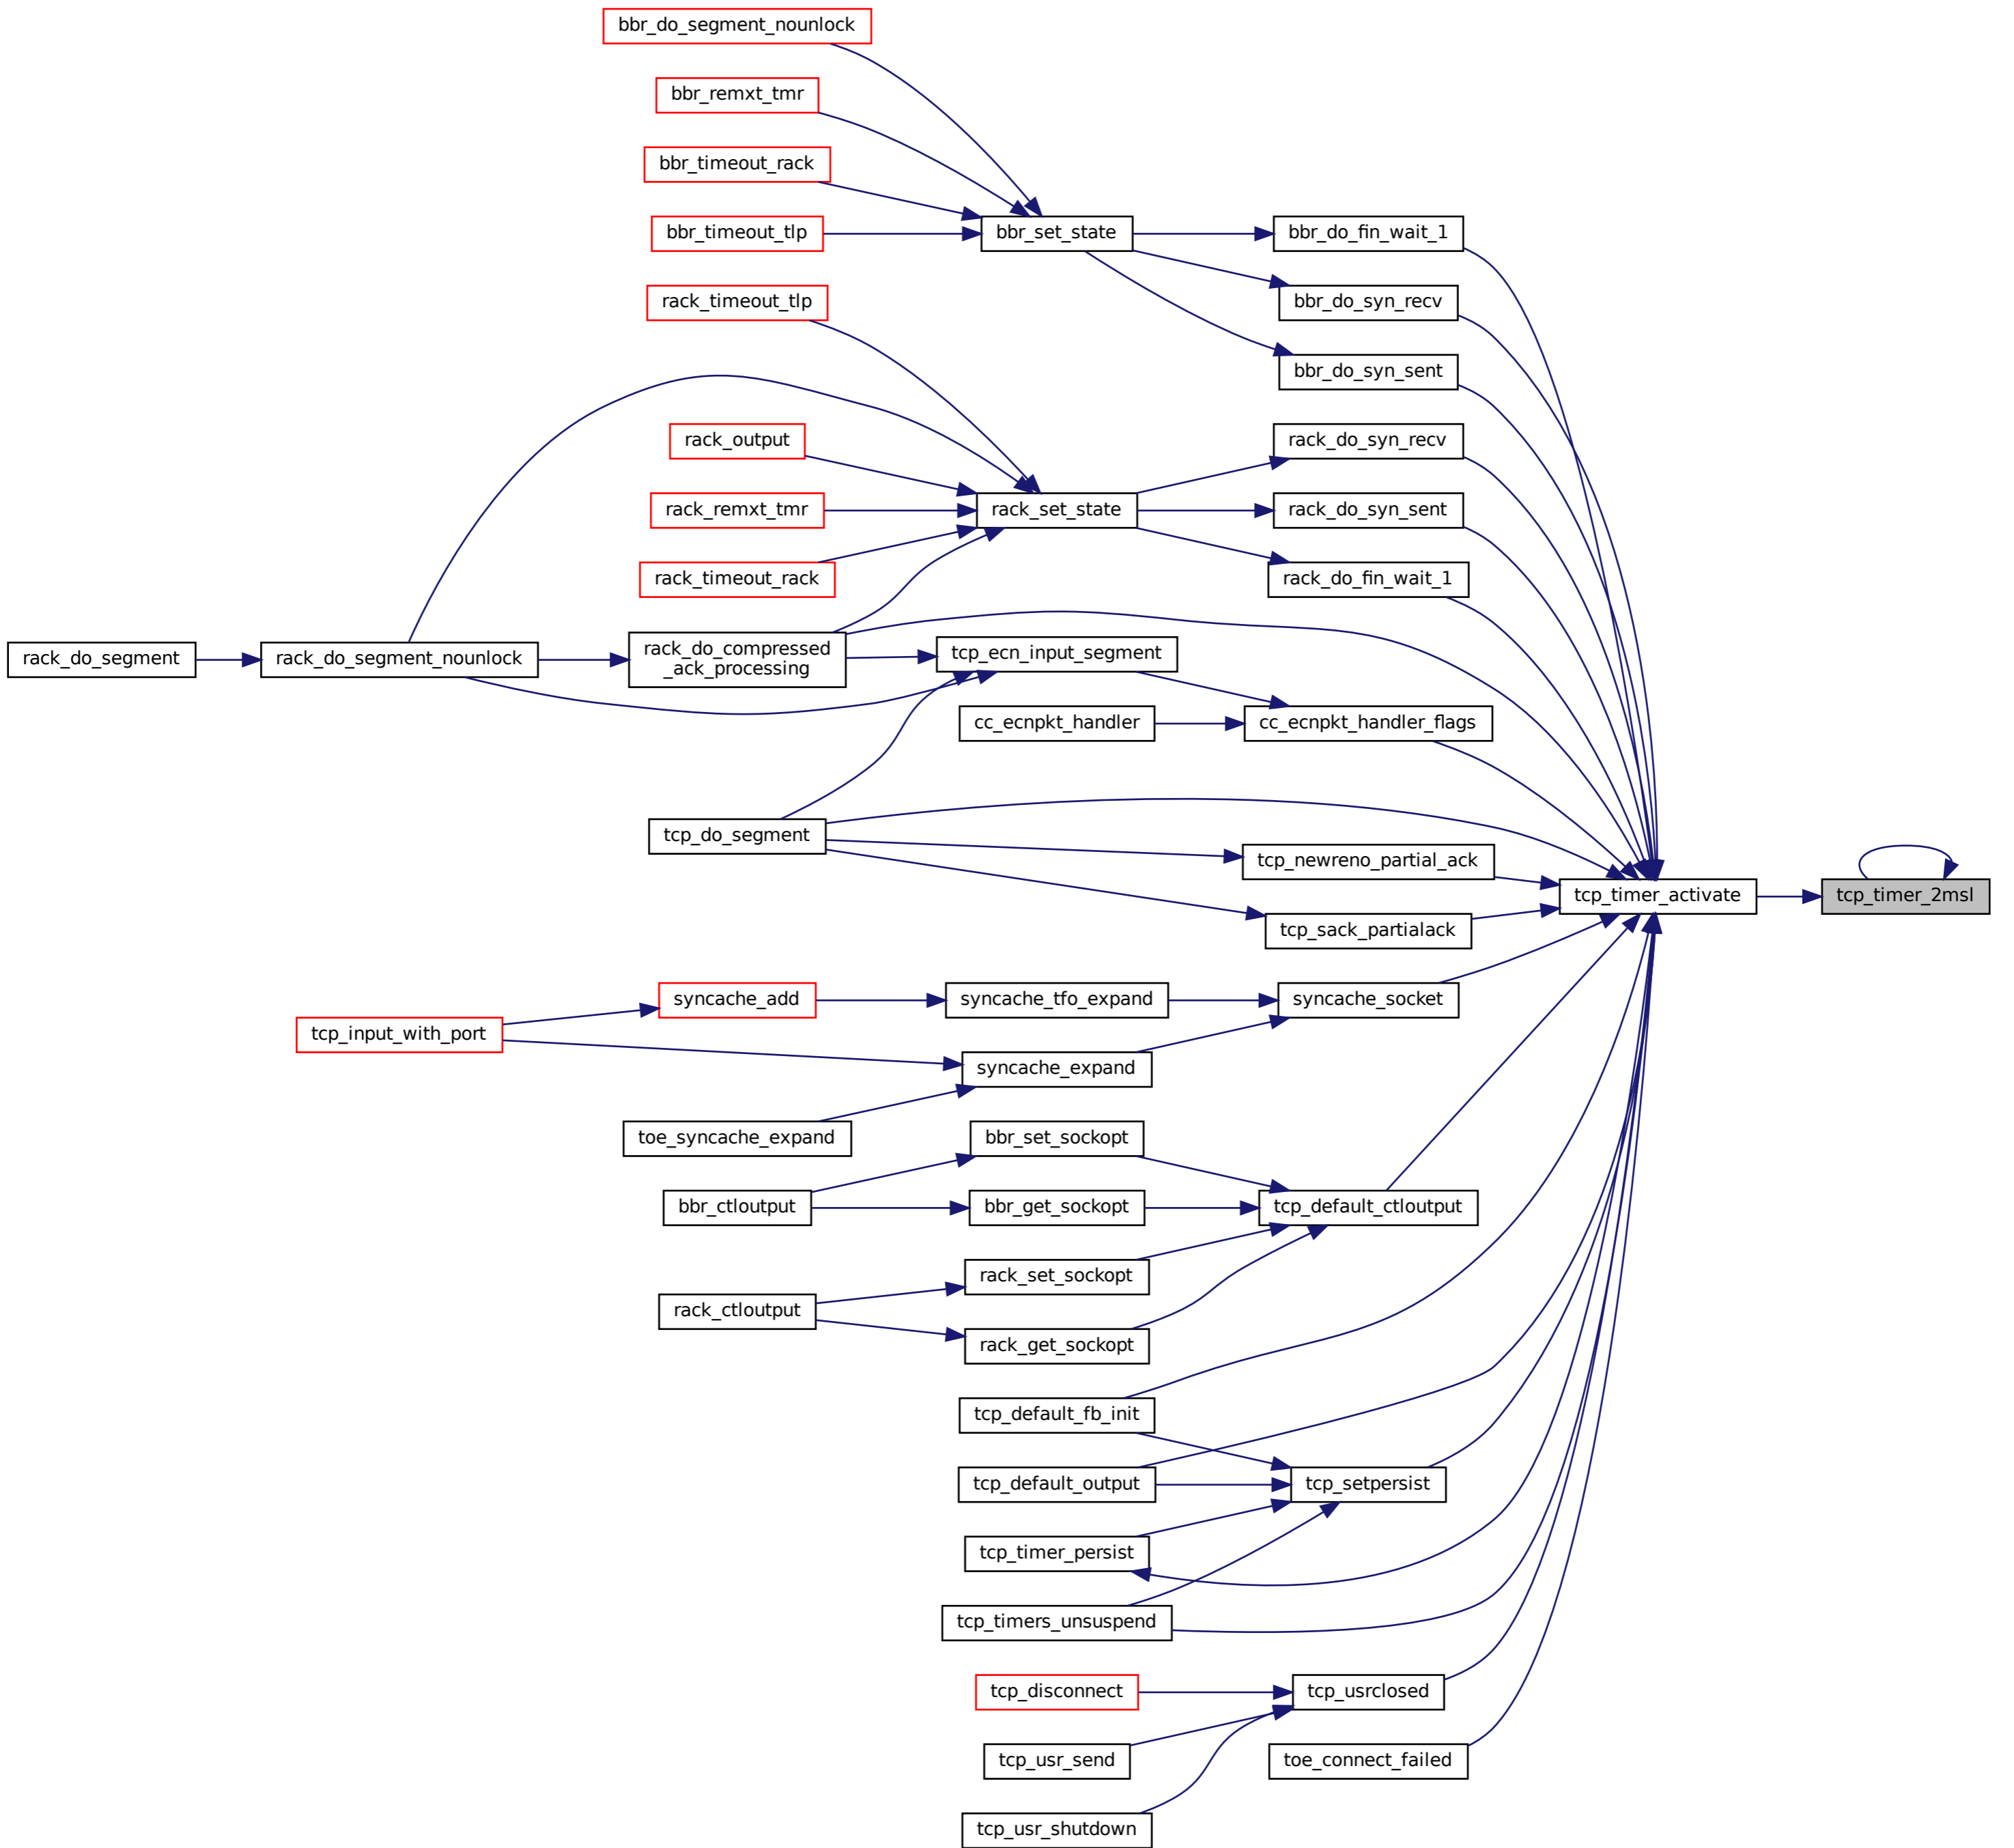 bbr_do_segment_nounlock
bbr_remxt_tmr
bbr_timeout_rack
bbr_timeout_tlp
bbr_set_state
bbr_do_fin_wait_1
rack_timeout_tlp
bbr_do_syn_recv
bbr_do_syn_sent
rack_output
rack_do_syn_recv
rack_remxt_tmr
rack_set_state
rack_do_syn_sent
rack_timeout_rack
rack_do_fin_wait_1
rack_do_segment
rack_do_segment_nounlock
rack_do_compressed
_ack_processing
tcp_ecn_input_segment
cc_ecnpkt_handler
cc_ecnpkt_handler_flags
tcp_do_segment
tcp_newreno_partial_ack
tcp_timer_activate
tcp_timer_2msl
tcp_sack_partialack
syncache_add
syncache_tfo_expand
syncache_socket
tcp_input_with_port
syncache_expand
toe_syncache_expand
bbr_set_sockopt
bbr_ctloutput
bbr_get_sockopt
tcp_default_ctloutput
rack_set_sockopt
rack_ctloutput
rack_get_sockopt
tcp_default_fb_init
tcp_default_output
tcp_setpersist
tcp_timer_persist
tcp_timers_unsuspend
tcp_disconnect
tcp_usrclosed
tcp_usr_send
toe_connect_failed
tcp_usr_shutdown